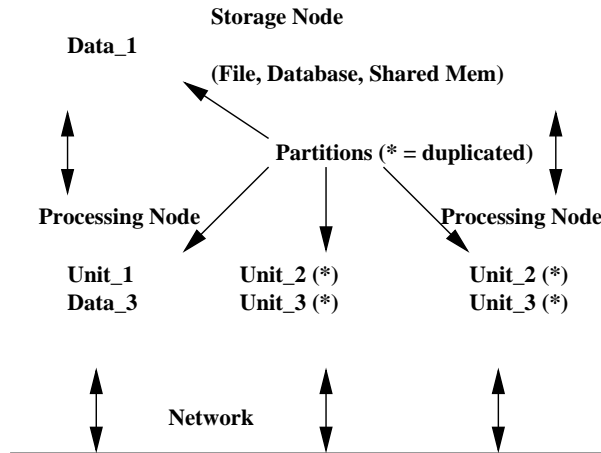 Storage Node
Data_1
(File, Database, Shared Mem)
Partitions (* = duplicated)
Processing Node
Processing Node
Unit_1
Data_3
Unit_2 (*)
Unit_3 (*)
Unit_2 (*)
Unit_3 (*)
Network